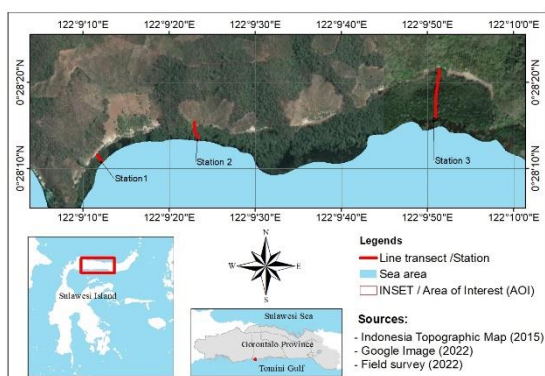 122°9'10"E 122°9'20"E 122°9'30"E 122°9'40"E 122°9'50"E 122°10'0"E
0°28'20"N
0°28'10"N
Station1
Station 2
Station 3
Sulawesi Island
N
W E
S
Sulawesi Sea
Gorontalo Province
Tomini Gulf
Legends
Line transect /Station
Sea area
INSET / Area of Interest (AOI)
Sources:
- Indonesia Topographic Map (2015)
- Google Image (2022)
- Field survey (2022)
0°28'20"N
0°28'10"N
122°9'10"E 122°9'20"E 122°9'30"E 122°9'40"E 122°9'50"E 122°10'0"E